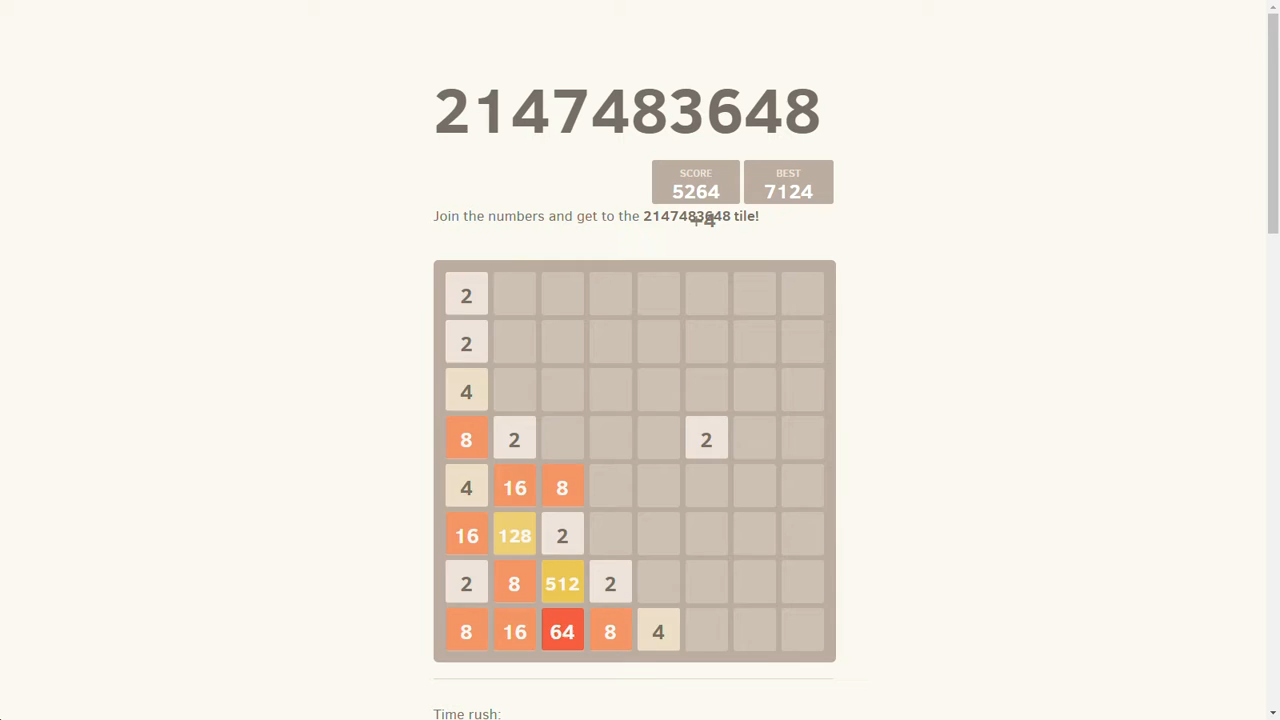 2147483648
SCORE BEST
5264 7124
Join the numbers and get to the 2147483648 tile!
+4
2
2
4
8 2 2
4 16 8
16 128 2
2 8 512 2
8 16 64 8 4
Time rush: